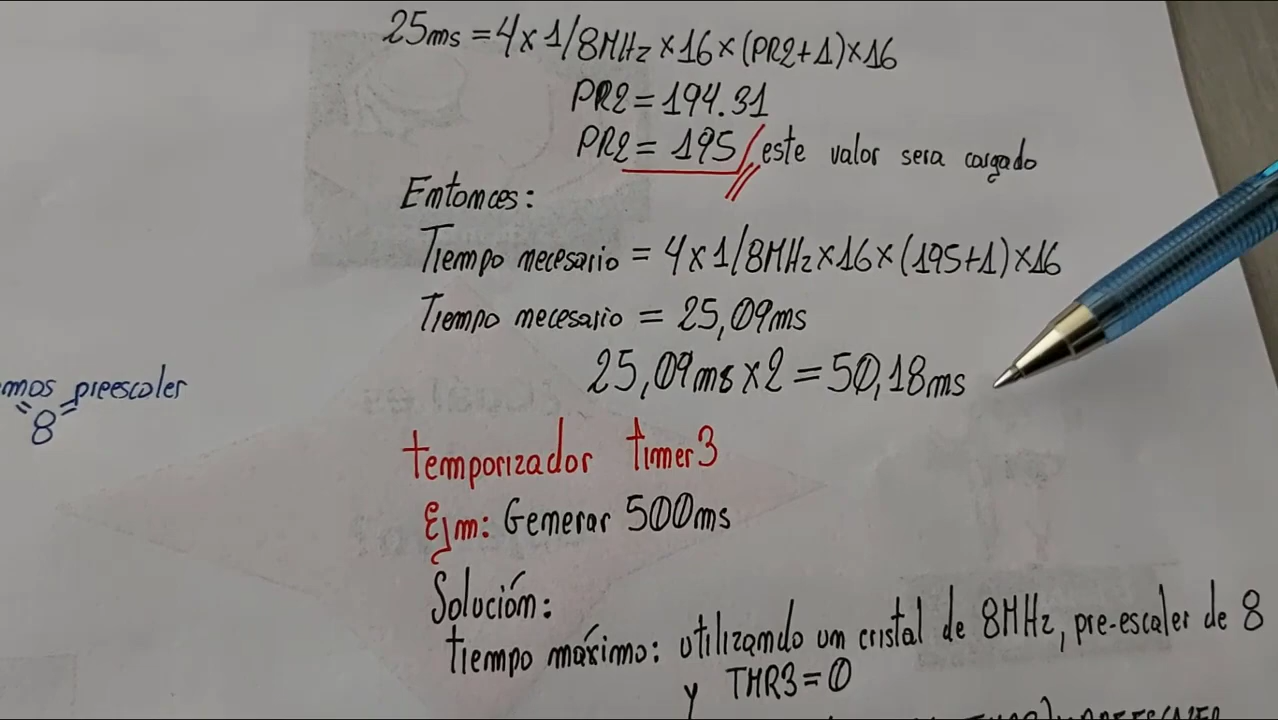 25ms = 4x1/8MHz x16x(PR2+1)x16
PR2 = 194.31
PR2 = 195 este valor sera cargado
Entonces:
Tiempo necesario = 4x1/8MHzx16x(195+1)x16
Tiempo necesario = 25,09ms
25,09ms x2 = 50,18ms
mos preescaler
= 8 =
temporizador timer3
Ejm: Generar 500ms
Solución:
tiempo máximo: utilizando un cristal de 8MHz, pre-escaler de 8
y TMR3=0